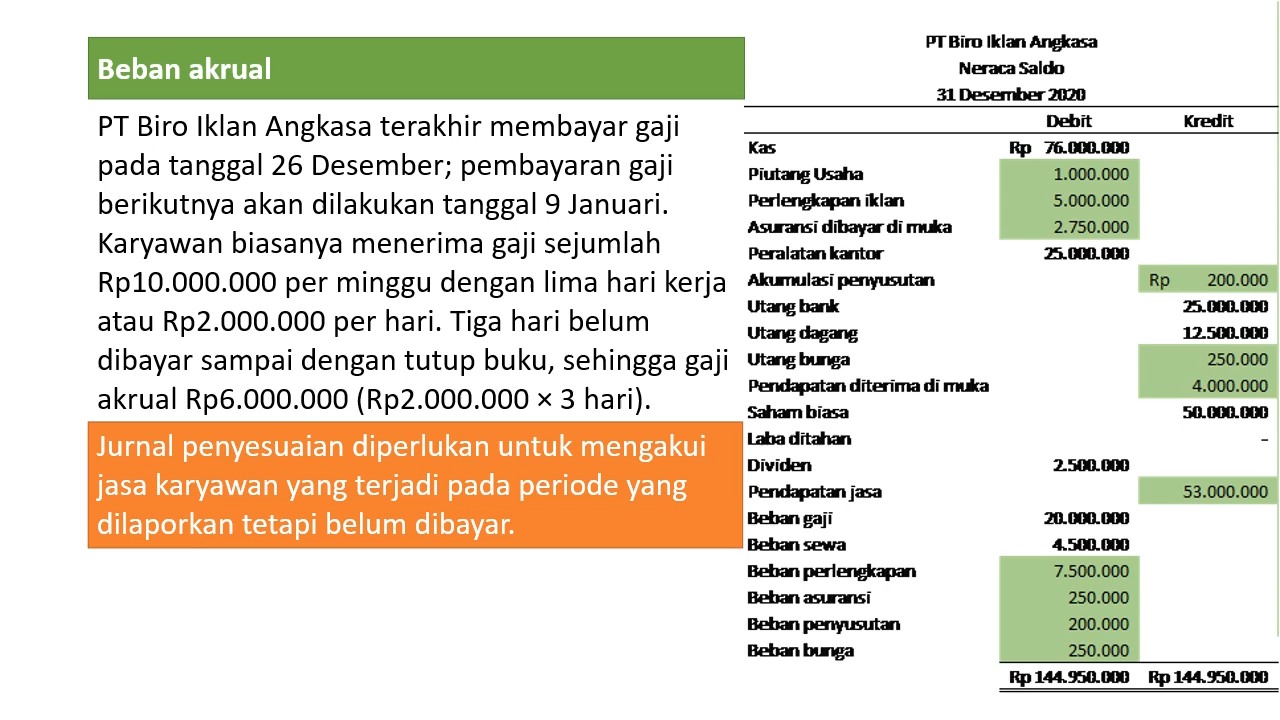 Beban akrual
PT Biro Iklan Angkasa terakhir membayar gaji
pada tanggal 26 Desember; pembayaran gaji
berikutnya akan dilakukan tanggal 9 Januari.
Karyawan biasanya menerima gaji sejumlah
Rp10.000.000 per minggu dengan lima hari kerja
atau Rp2.000.000 per hari. Tiga hari belum
dibayar sampai dengan tutup buku, sehingga gaji
akrual Rp6.000.000 (Rp2.000.000 × 3 hari).
Jurnal penyesuaian diperlukan untuk mengakui
jasa karyawan yang terjadi pada periode yang
dilaporkan tetapi belum dibayar.
PT Biro Iklan Angkasa
Neraca Saldo
31 Desember 2020
Debit Kredit
Kas Rp 76.000.000
Piutang Usaha 1.000.000
Perlengkapan iklan 5.000.000
Asuransi dibayar di muka 2.750.000
Peralatan kantor 25.000.000
Akumulasi penyusutan Rp 200.000
Utang bank 25.000.000
Utang dagang 12.500.000
Utang bunga 250.000
Pendapatan diterima di muka 4.000.000
Saham biasa 50.000.000
Laba ditahan -
Dividen 2.500.000
Pendapatan jasa 53.000.000
Beban gaji 20.000.000
Beban sewa 4.500.000
Beban perlengkapan 7.500.000
Beban asuransi 250.000
Beban penyusutan 200.000
Beban bunga 250.000
Rp 144.950.000 Rp 144.950.000